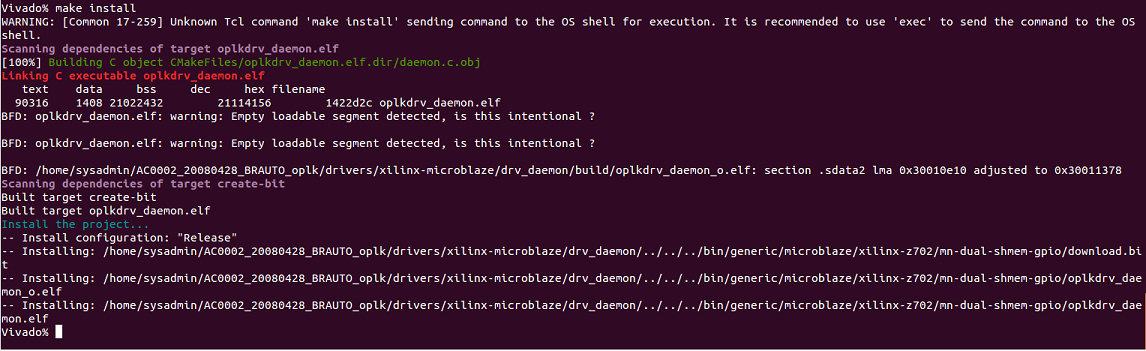 Vivado% make install
WARNING: [Common 17-259] Unknown Tcl command 'make install' sending command to the OS shell for execution. It is recommended to use 'exec' to send the command to the OS
shell.
Scanning dependencies of target oplkdrv_daemon.elf
[100%] Building C object CMakeFiles/oplkdrv_daemon.elf.dir/daemon.c.obj
Linking C executable oplkdrv_daemon.elf
text data bss dec hex filename
90316 1408 21022432 21114156 1422d2c oplkdrv_daemon.elf
BFD: oplkdrv_daemon.elf: warning: Empty loadable segment detected, is this intentional ?
BFD: oplkdrv_daemon.elf: warning: Empty loadable segment detected, is this intentional ?
BFD: /home/sysadmin/AC0002_20080428_BRAUTO_oplk/drivers/xilinx-microblaze/drv_daemon/build/oplkdrv_daemon_o.elf: section .sdata2 lma 0x30010e10 adjusted to 0x30011378
Scanning dependencies of target create-bit
Built target create-bit
Built target oplkdrv_daemon.elf
Install the project...
-- Install configuration: "Release"
-- Installing: /home/sysadmin/AC0002_20080428_BRAUTO_oplk/drivers/xilinx-microblaze/drv_daemon/../../../bin/generic/microblaze/xilinx-z702/mn-dual-shmem-gpio/download.bi
t
-- Installing: /home/sysadmin/AC0002_20080428_BRAUTO_oplk/drivers/xilinx-microblaze/drv_daemon/../../../bin/generic/microblaze/xilinx-z702/mn-dual-shmem-gpio/oplkdrv_dae
mon_o.elf
-- Installing: /home/sysadmin/AC0002_20080428_BRAUTO_oplk/drivers/xilinx-microblaze/drv_daemon/../../../bin/generic/microblaze/xilinx-z702/mn-dual-shmem-gpio/oplkdrv_dae
mon.elf
Vivado%